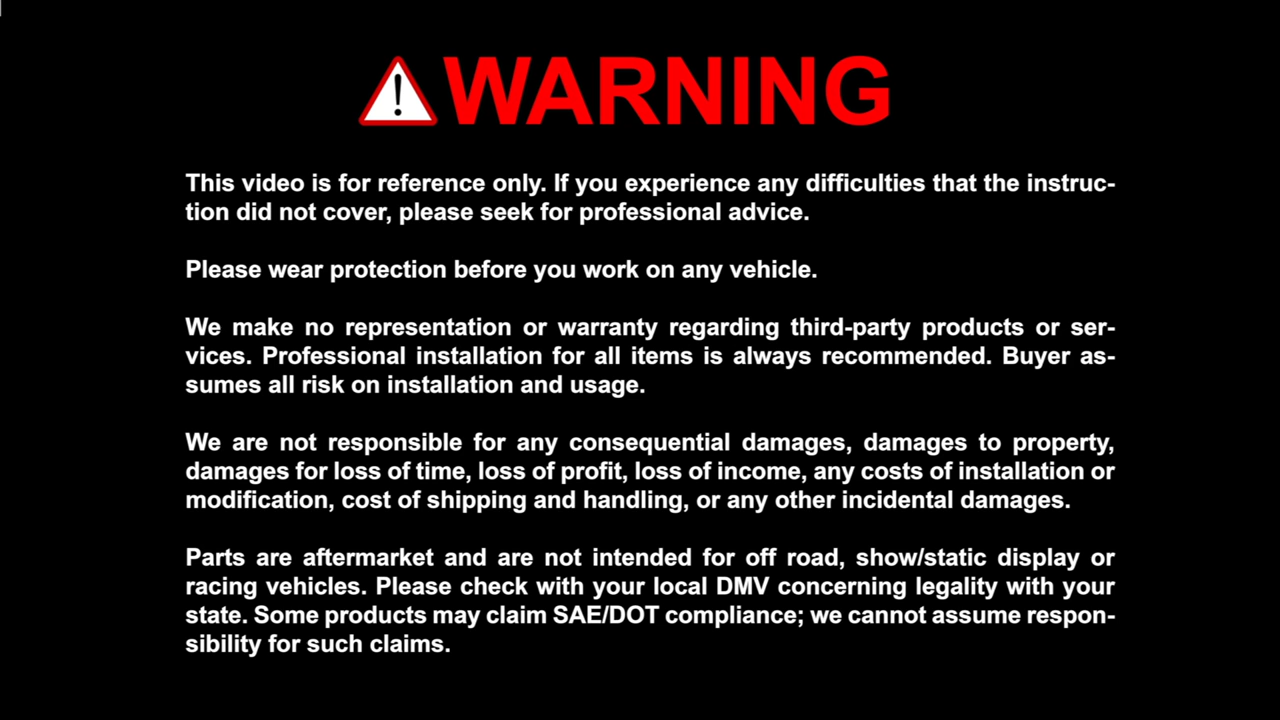 WARNING
This video is for reference only. If you experience any difficulties that the instruc-
tion did not cover, please seek for professional advice.
Please wear protection before you work on any vehicle.
We make no representation or warranty regarding third-party products or ser-
vices. Professional installation for all items is always recommended. Buyer as-
sumes all risk on installation and usage.
We are not responsible for any consequential damages, damages to property,
damages for loss of time, loss of profit, loss of income, any costs of installation or
modification, cost of shipping and handling, or any other incidental damages.
Parts are aftermarket and are not intended for off road, show/static display or
racing vehicles. Please check with your local DMV concerning legality with your
state. Some products may claim SAE/DOT compliance; we cannot assume respon-
sibility for such claims.